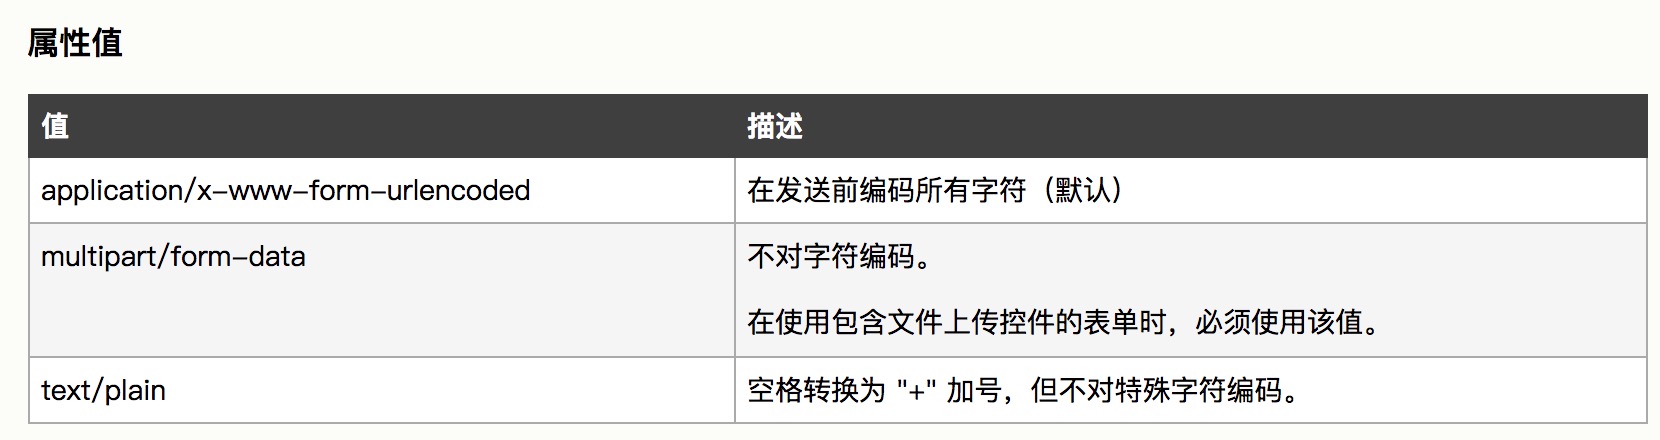 属性值
值 描述
application/x-www-form-urlencoded 在发送前编码所有字符（默认）
multipart/form-data 不对字符编码。
在使用包含文件上传控件的表单时，必须使用该值。
text/plain 空格转换为 "+" 加号，但不对特殊字符编码。